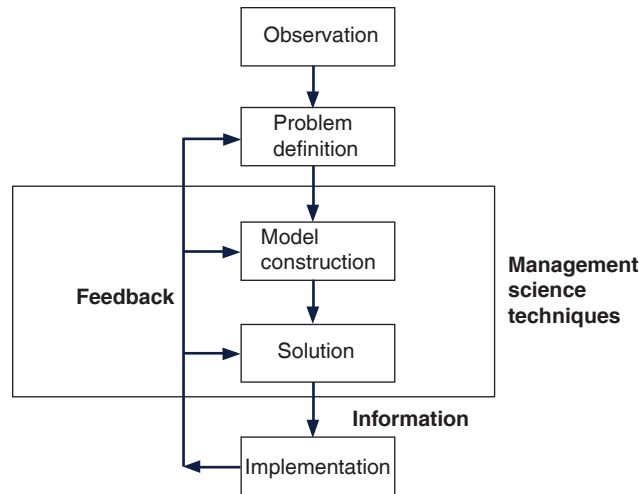 Observation
Problem
definition
Model
construction
Feedback
Management
science
techniques
Solution
Information
Implementation